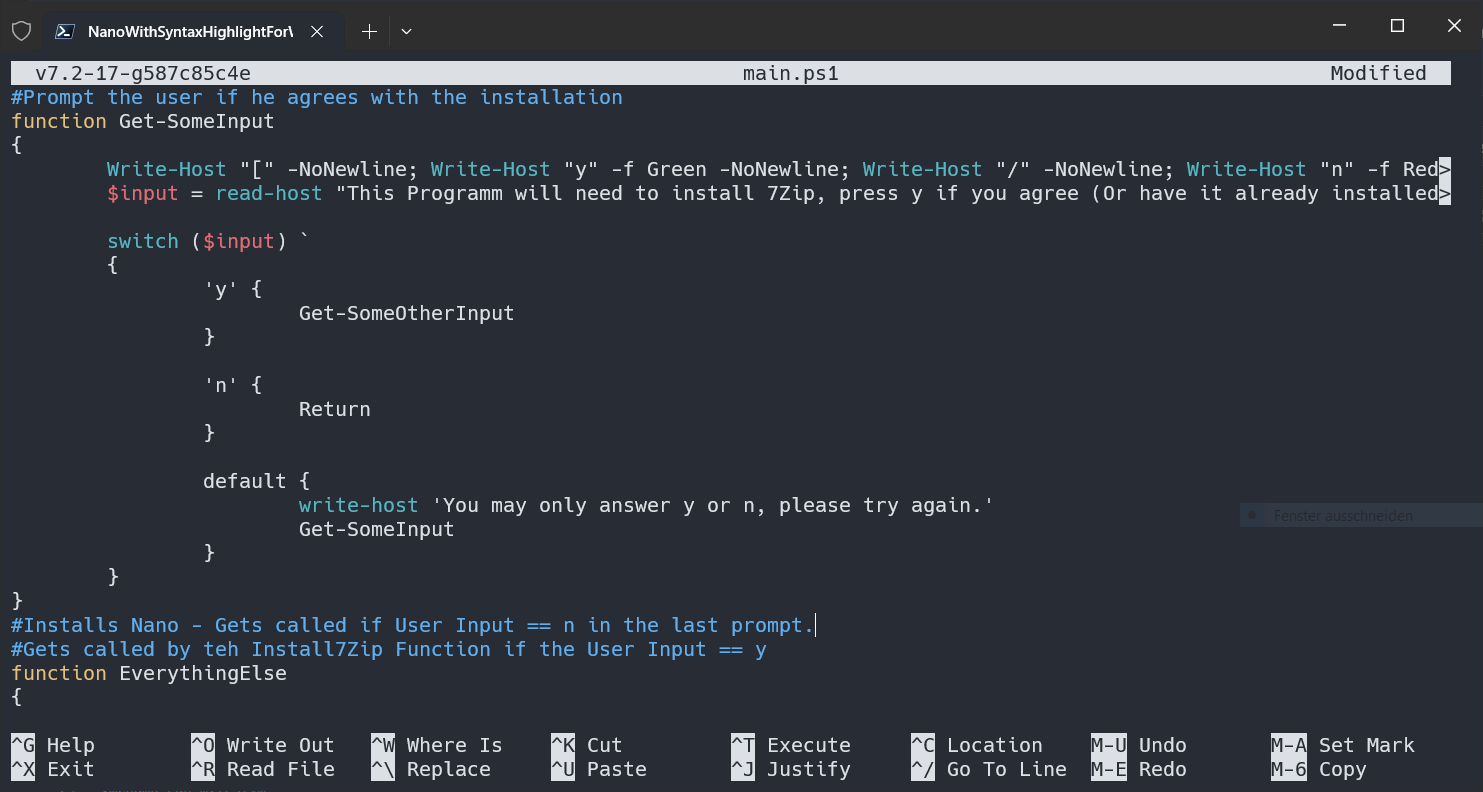 NanoWithSyntaxHighlightForW
v7.2-17-g587c85c4e main.ps1 Modified
#Prompt the user if he agrees with the installation
function Get-SomeInput
{
Write-Host "[" -NoNewline; Write-Host "y" -f Green -NoNewline; Write-Host "/" -NoNewline; Write-Host "n" -f Red>
$input = read-host "This Programm will need to install 7Zip, press y if you agree (Or have it already installed>
switch ($input) `
{
'y' {
Get-SomeOtherInput
}
'n' {
Return
}
default {
write-host 'You may only answer y or n, please try again.'
Get-SomeInput
}
}
}
#Installs Nano - Gets called if User Input == n in the last prompt.
#Gets called by teh Install7Zip Function if the User Input == y
function EverythingElse
{
Fenster ausschneiden
^G Help ^O Write Out ^W Where Is ^K Cut ^T Execute ^C Location M-U Undo M-A Set Mark
^X Exit ^R Read File ^\ Replace ^U Paste ^J Justify ^/ Go To Line M-E Redo M-6 Copy